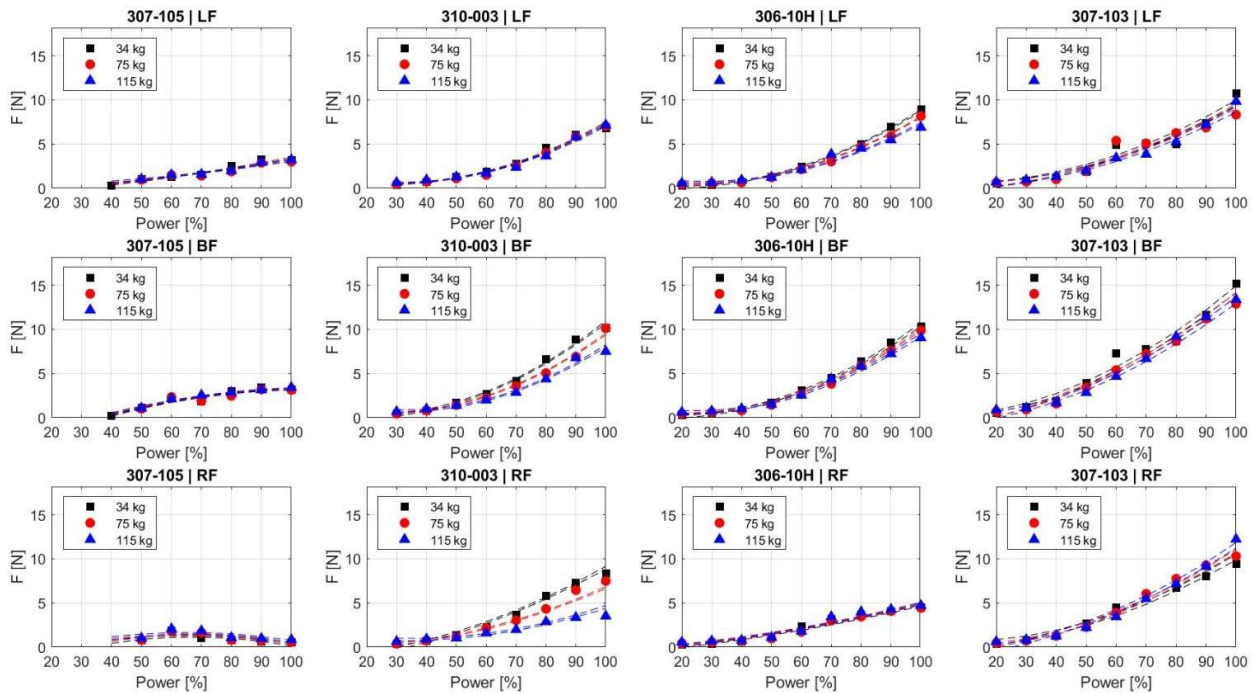 307-105 | LF
F [N]
15
10
5
0
34 kg
75 kg
115 kg
20 30 40 50 60 70 80 90 100
Power [%]
310-003 | LF
F [N]
15
10
5
0
34 kg
75 kg
115 kg
20 30 40 50 60 70 80 90 100
Power [%]
306-10H | LF
F [N]
15
10
5
0
34 kg
75 kg
115 kg
20 30 40 50 60 70 80 90 100
Power [%]
307-103 | LF
F [N]
15
10
5
0
34 kg
75 kg
115 kg
20 30 40 50 60 70 80 90 100
Power [%]
307-105 | BF
F [N]
15
10
5
0
34 kg
75 kg
115 kg
20 30 40 50 60 70 80 90 100
Power [%]
310-003 | BF
F [N]
15
10
5
0
34 kg
75 kg
115 kg
20 30 40 50 60 70 80 90 100
Power [%]
306-10H | BF
F [N]
15
10
5
0
34 kg
75 kg
115 kg
20 30 40 50 60 70 80 90 100
Power [%]
307-103 | BF
F [N]
15
10
5
0
34 kg
75 kg
115 kg
20 30 40 50 60 70 80 90 100
Power [%]
307-105 | RF
F [N]
15
10
5
0
34 kg
75 kg
115 kg
20 30 40 50 60 70 80 90 100
Power [%]
310-003 | RF
F [N]
15
10
5
0
34 kg
75 kg
115 kg
20 30 40 50 60 70 80 90 100
Power [%]
306-10H | RF
F [N]
15
10
5
0
34 kg
75 kg
115 kg
20 30 40 50 60 70 80 90 100
Power [%]
307-103 | RF
F [N]
15
10
5
0
34 kg
75 kg
115 kg
20 30 40 50 60 70 80 90 100
Power [%]